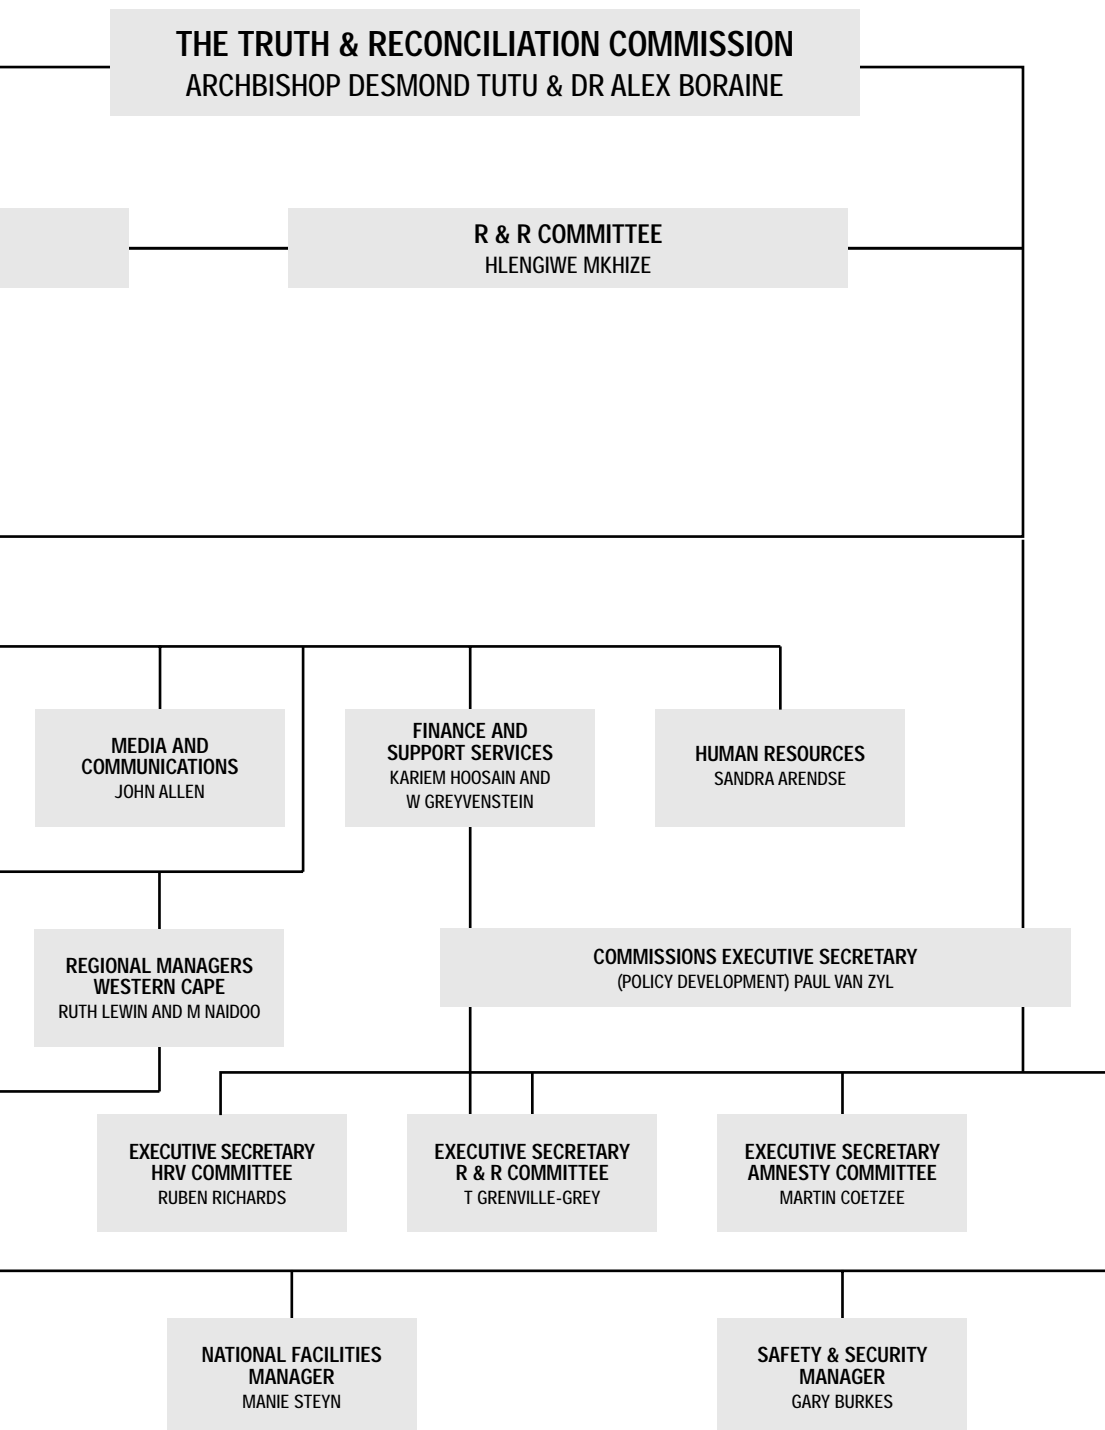 THE TRUTH & RECONCILIATION COMMISSION
ARCHBISHOP DESMOND TUTU & DR ALEX BORAINE
R & R COMMITTEE
HLENGIWE MKHIZE
MEDIA AND
COMMUNICATIONS
JOHN ALLEN
FINANCE AND
SUPPORT SERVICES
KARIEM HOOSAIN AND
W GREYVENSTEIN
HUMAN RESOURCES
SANDRA ARENDSE
REGIONAL MANAGERS
WESTERN CAPE
RUTH LEWIN AND M NAIDOO
COMMISSIONS EXECUTIVE SECRETARY
(POLICY DEVELOPMENT) PAUL VAN ZYL
EXECUTIVE SECRETARY
HRV COMMITTEE
RUBEN RICHARDS
EXECUTIVE SECRETARY
R & R COMMITTEE
T GRENVILLE-GREY
EXECUTIVE SECRETARY
AMNESTY COMMITTEE
MARTIN COETZEE
NATIONAL FACILITIES
MANAGER
MANIE STEYN
SAFETY & SECURITY
MANAGER
GARY BURKES